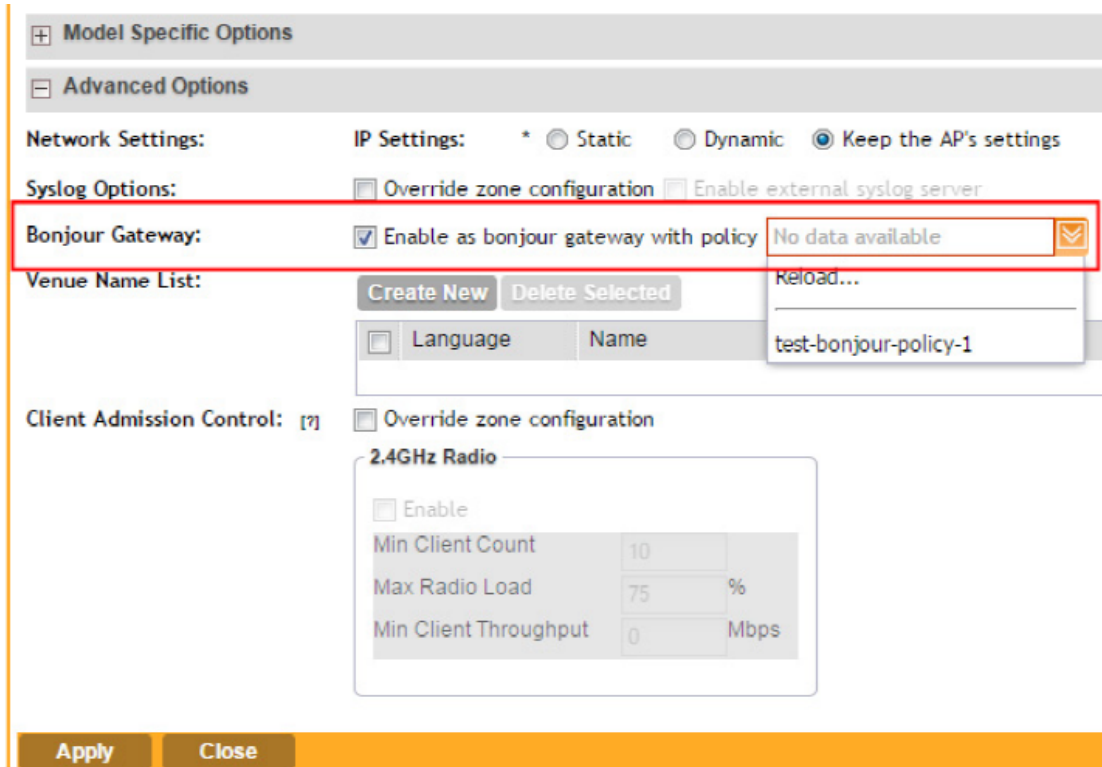 Model Specific Options
Advanced Options
Network Settings: IP Settings: * Static Dynamic Keep the AP's settings
Syslog Options: Override zone configuration Enable external syslog server
Bonjour Gateway: Enable as bonjour gateway with policy No data available
Reload...
test-bonjour-policy-1
Venue Name List: Create New Delete Selected
Language Name
Client Admission Control: [?] Override zone configuration
2.4GHz Radio
Enable
Min Client Count 10
Max Radio Load 75 %
Min Client Throughput 0 Mbps
Apply Close